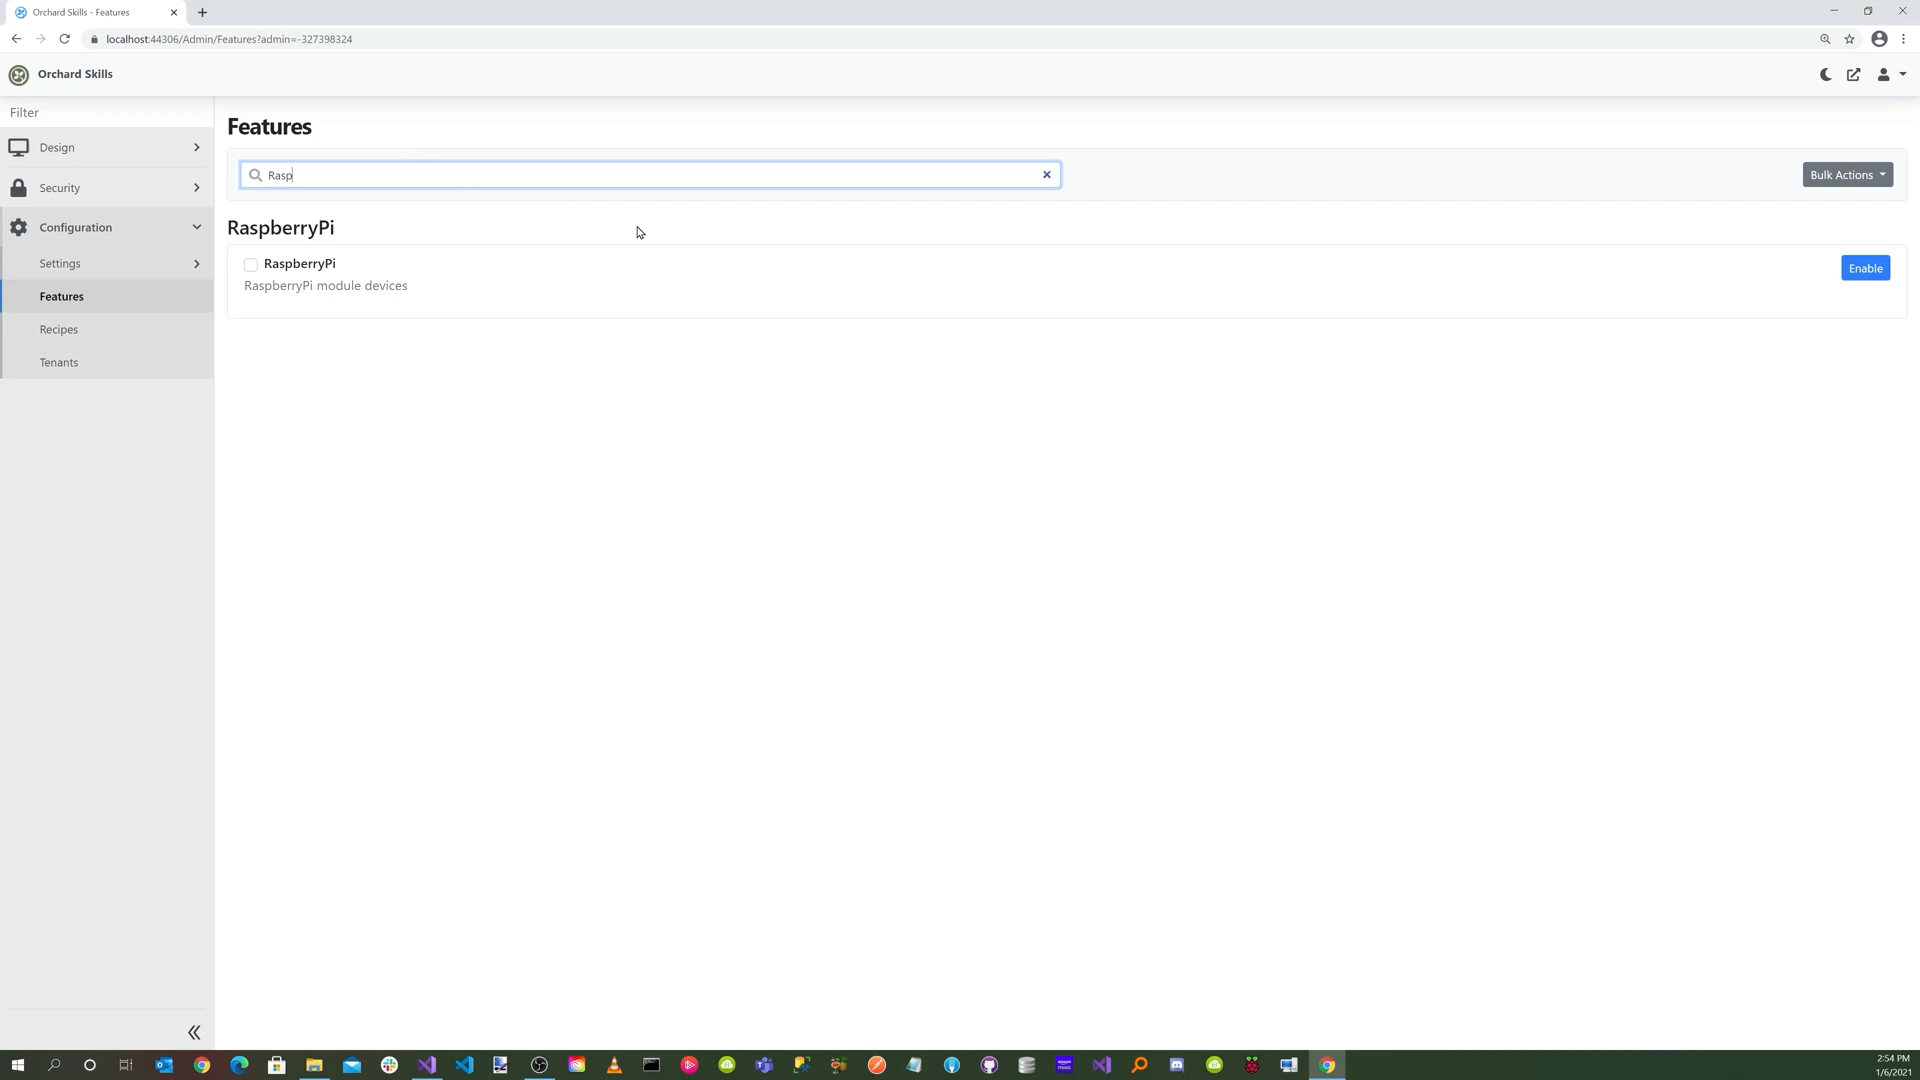 Orchard Skills - Features
localhost:44306/Admin/Features?admin=-327398324
Orchard Skills
Filter
Design
Security
Configuration
Settings
Features
Recipes
Tenants
Features
Rasp
Bulk Actions
RaspberryPi
RaspberryPi
Enable
RaspberryPi module devices
2:54 PM
1/6/2021